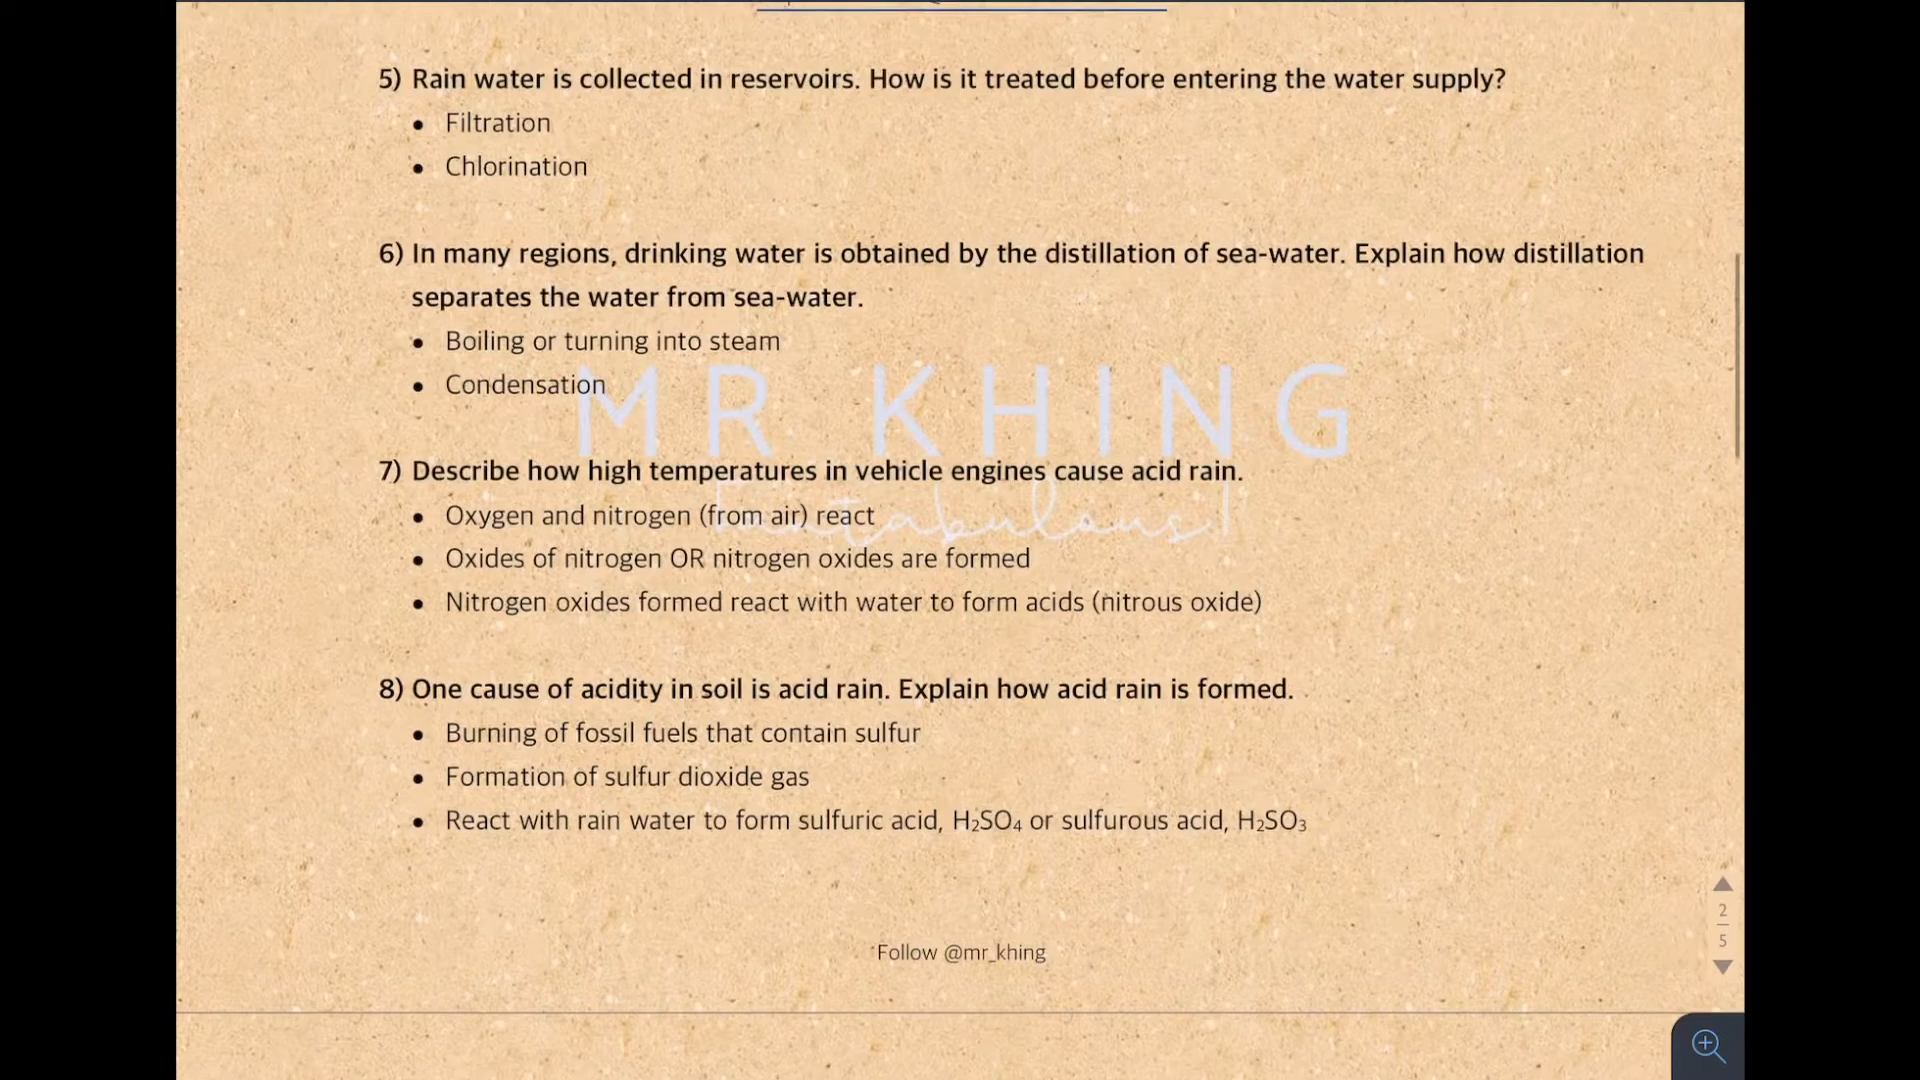 5) Rain water is collected in reservoirs. How is it treated before entering the water supply?
• Filtration
• Chlorination
6) In many regions, drinking water is obtained by the distillation of sea-water. Explain how distillation
separates the water from sea-water.
• Boiling or turning into steam
• Condensation
MR KHING
7) Describe how high temperatures in vehicle engines cause acid rain.
• Oxygen and nitrogen (from air) react
• Oxides of nitrogen OR nitrogen oxides are formed
• Nitrogen oxides formed react with water to form acids (nitrous oxide)
8) One cause of acidity in soil is acid rain. Explain how acid rain is formed.
• Burning of fossil fuels that contain sulfur
• Formation of sulfur dioxide gas
• React with rain water to form sulfuric acid, H₂SO₄ or sulfurous acid, H₂SO₃
2
5
Follow @mr_khing